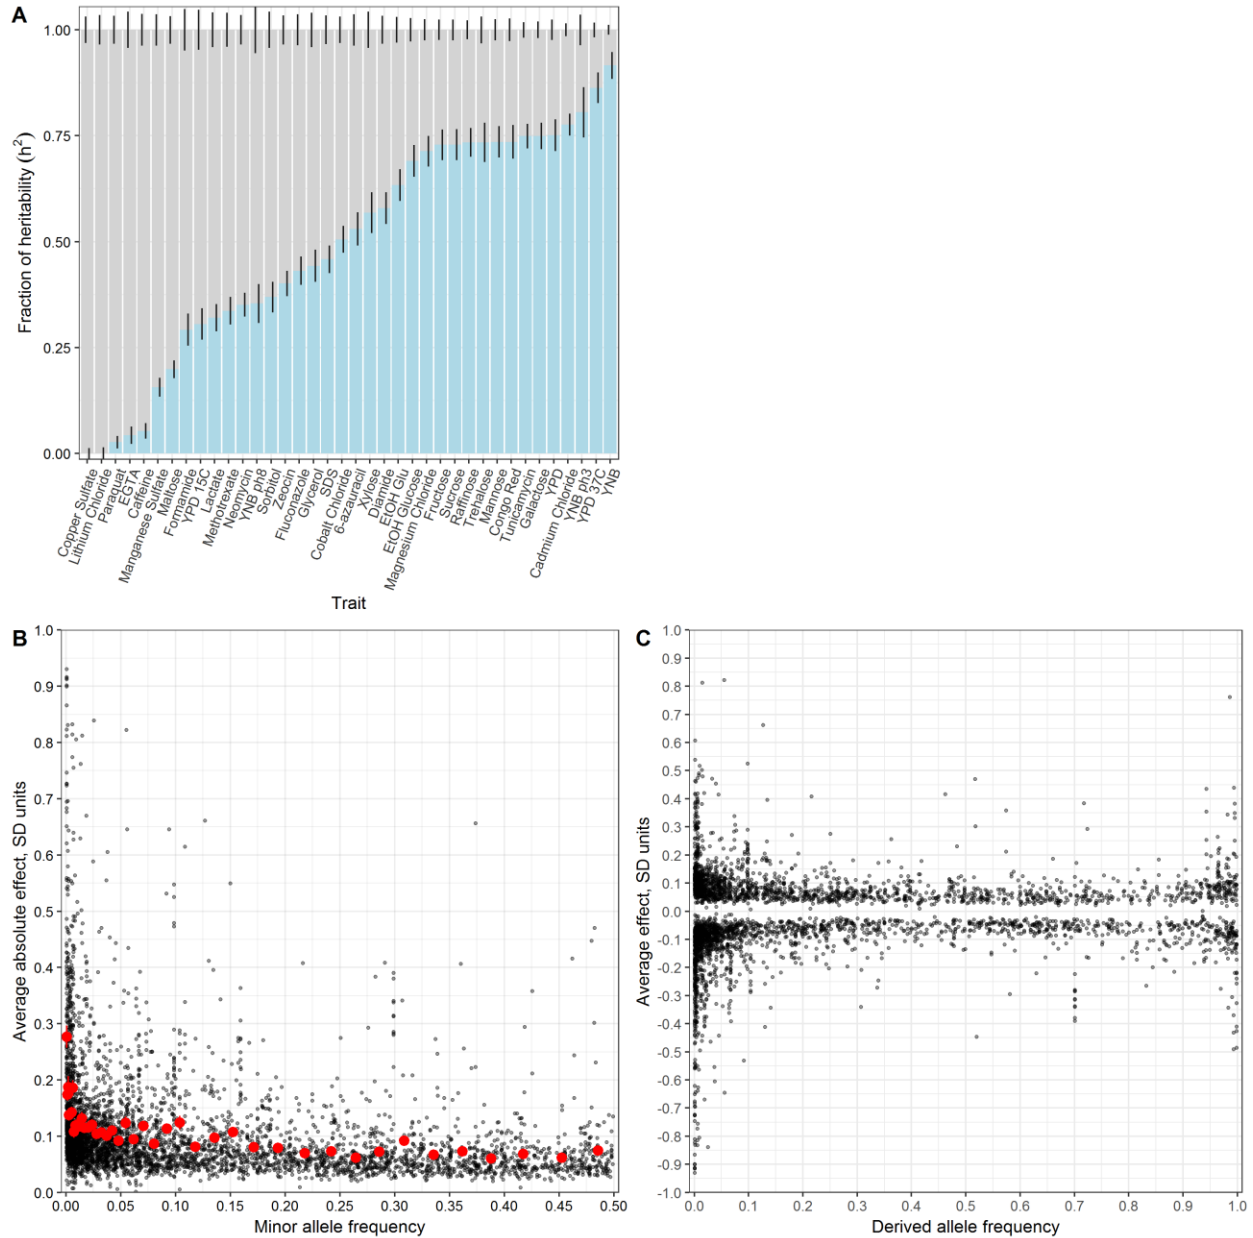 A
1.00
0.75
0.50
0.25
0.00
Fraction of heritability (h²)
Copper Sulfate
Lithium Chloride
Paraquat
EGTA
Caffeine
Manganese Sulfate
Maltose
Formamide
YPD 15C
Lactate
Methotrexate
Neomycin
YNB ph8
Sorbitol
Zeocin
Fluconazole
Glycerol
SDS
Cobalt Chloride
6-azauracil
Xylose
Diamide
EtOH Glu
EtOH Glucose
Magnesium Chloride
Fructose
Sucrose
Raffinose
Trehalose
Mannose
Congo Red
Tunicamycin
Galactose
YPD
Cadmium Chloride
YNB ph3
YPD 37C
YNB
Trait
B
1.0
0.9
0.8
0.7
0.6
0.5
0.4
0.3
0.2
0.1
0.0
Average absolute effect, SD units
0.00 0.05 0.10 0.15 0.20 0.25 0.30 0.35 0.40 0.45 0.50
Minor allele frequency
C
1.0
0.9
0.8
0.7
0.6
0.5
0.4
0.3
0.2
0.1
0.0
-0.1
-0.2
-0.3
-0.4
-0.5
-0.6
-0.7
-0.8
-0.9
-1.0
Average effect, SD units
0.0 0.1 0.2 0.3 0.4 0.5 0.6 0.7 0.8 0.9 1.0
Derived allele frequency